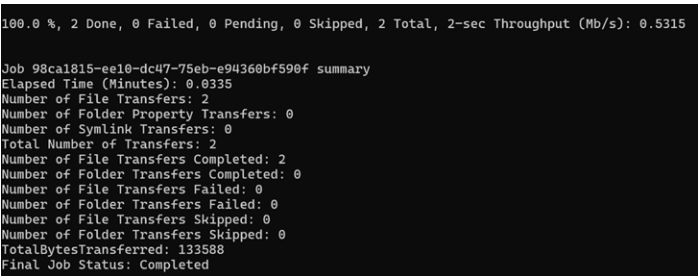 100.0 %, 2 Done, 0 Failed, 0 Pending, 0 Skipped, 2 Total, 2-sec Throughput (Mb/s): 0.5315
Job 98ca1815-ee10-dc47-75eb-e94360bf590f summary
Elapsed Time (Minutes): 0.0335
Number of File Transfers: 2
Number of Folder Property Transfers: 0
Number of Symlink Transfers: 0
Total Number of Transfers: 2
Number of File Transfers Completed: 2
Number of Folder Transfers Completed: 0
Number of File Transfers Failed: 0
Number of Folder Transfers Failed: 0
Number of File Transfers Skipped: 0
Number of Folder Transfers Skipped: 0
TotalBytesTransferred: 133588
Final Job Status: Completed